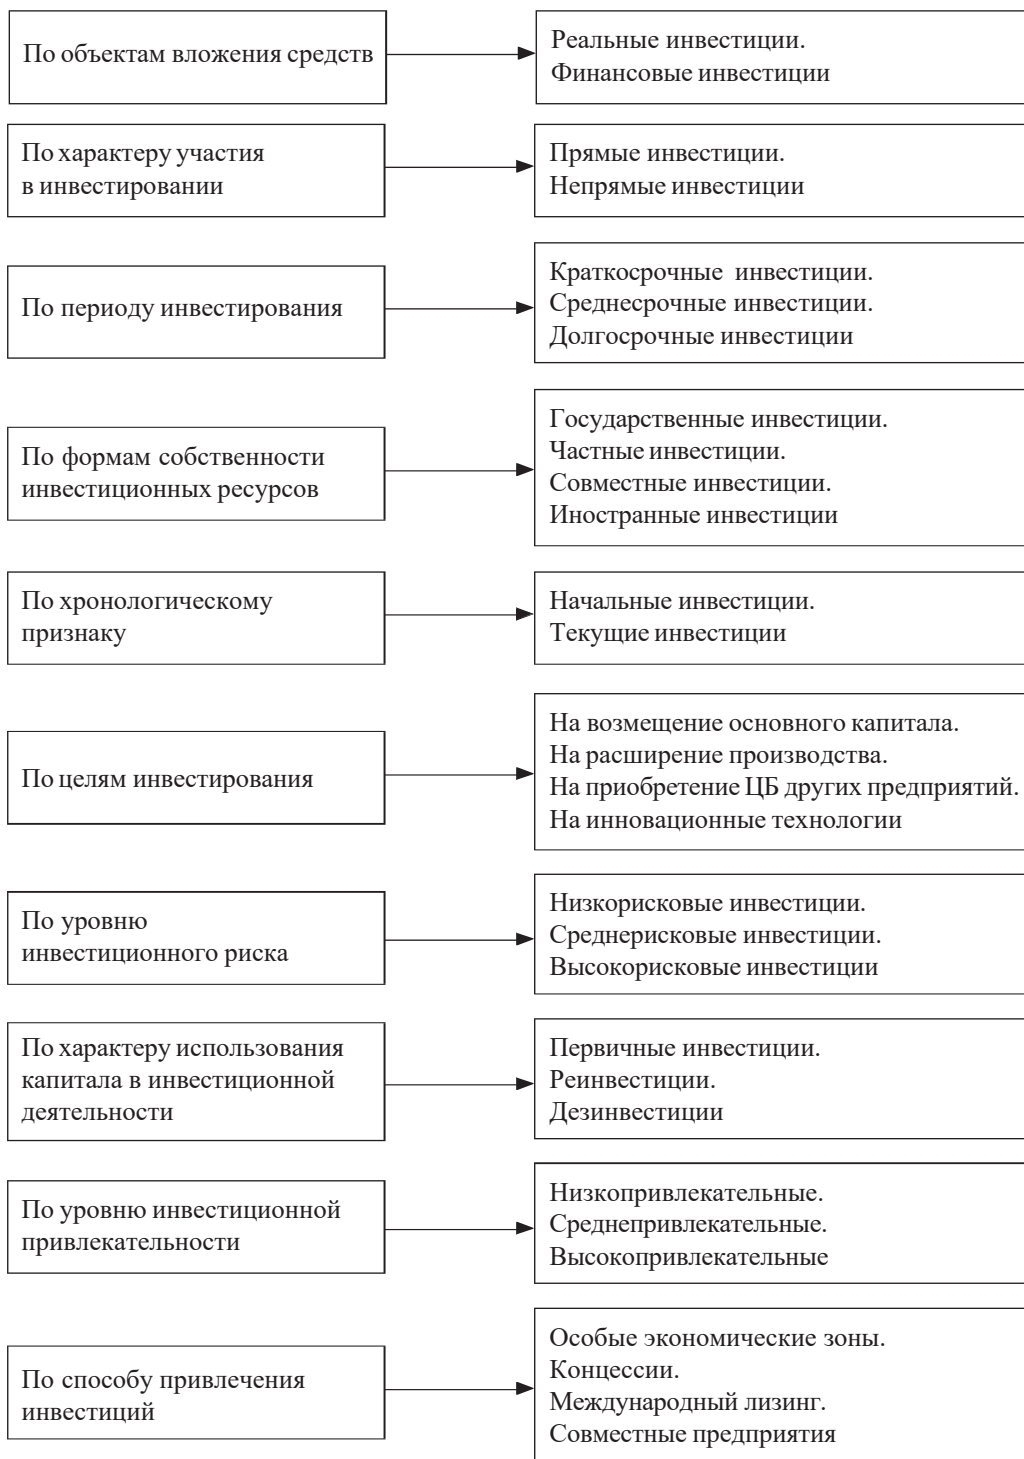 По объектам вложения средств
Реальные инвестиции.
Финансовые инвестиции
По характеру участия
в инвестировании
Прямые инвестиции.
Непрямые инвестиции
По периоду инвестирования
Краткосрочные инвестиции.
Среднесрочные инвестиции.
Долгосрочные инвестиции
По формам собственности
инвестиционных ресурсов
Государственные инвестиции.
Частные инвестиции.
Совместные инвестиции.
Иностранные инвестиции
По хронологическому
признаку
Начальные инвестиции.
Текущие инвестиции
По целям инвестирования
На возмещение основного капитала.
На расширение производства.
На приобретение ЦБ других предприятий.
На инновационные технологии
По уровню
инвестиционного риска
Низкорисковые инвестиции.
Среднерисковые инвестиции.
Высокорисковые инвестиции
По характеру использования
капитала в инвестиционной
деятельности
Первичные инвестиции.
Реинвестиции.
Дезинвестиции
По уровню инвестиционной
привлекательности
Низкопривлекательные.
Среднепривлекательные.
Высокопривлекательные
По способу привлечения
инвестиций
Особые экономические зоны.
Концессии.
Международный лизинг.
Совместные предприятия